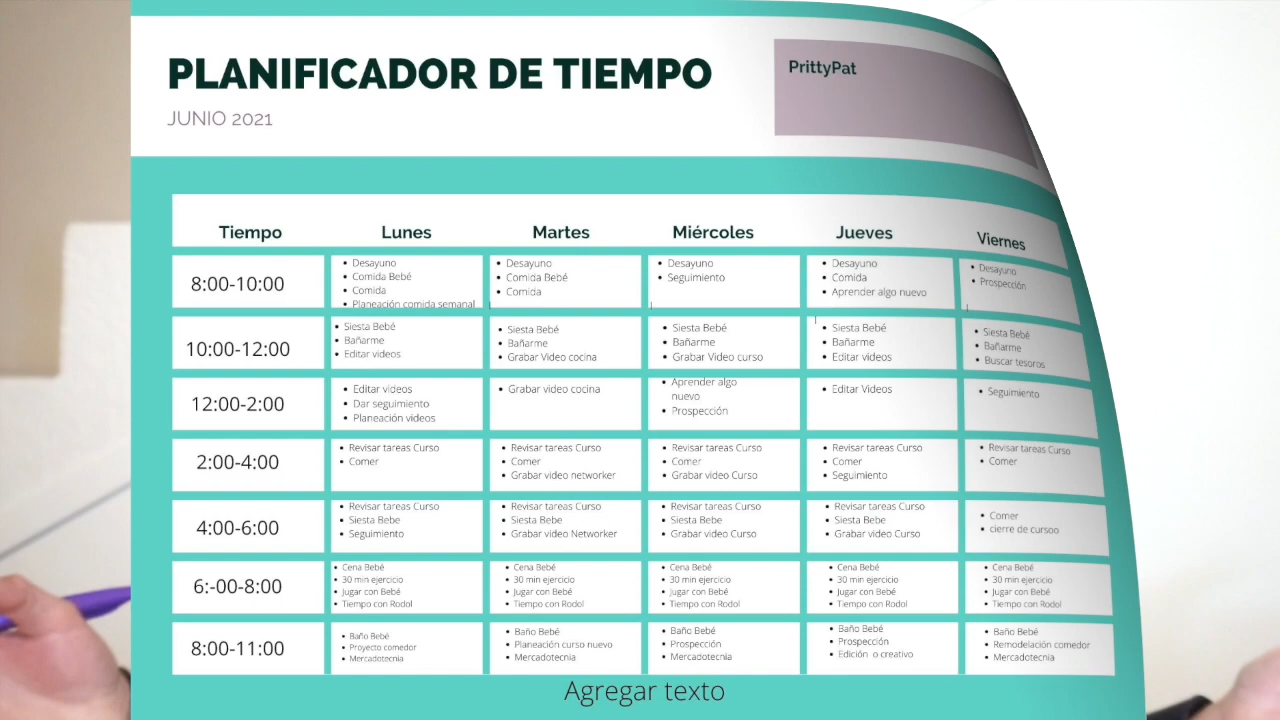 PLANIFICADOR DE TIEMPO
JUNIO 2021
PrittyPat
Tiempo Lunes Martes Miércoles Jueves Viernes
8:00-10:00
• Desayuno
• Comida Bebé
• Comida
• Planeación comida semanal
• Desayuno
• Comida Bebé
• Comida
• Desayuno
• Seguimiento
• Desayuno
• Comida
• Aprender algo nuevo
• Desayuno
• Prospección
10:00-12:00
• Siesta Bebé
• Bañarme
• Editar videos
• Siesta Bebé
• Bañarme
• Grabar Video cocina
• Siesta Bebé
• Bañarme
• Grabar Video curso
• Siesta Bebé
• Bañarme
• Editar videos
• Siesta Bebé
• Bañarme
• Buscar tesoros
12:00-2:00
• Editar videos
• Dar seguimiento
• Planeación videos
• Grabar video cocina
• Aprender algo
nuevo
• Prospección
• Editar Videos
• Seguimiento
2:00-4:00
• Revisar tareas Curso
• Comer
• Revisar tareas Curso
• Comer
• Grabar video networker
• Revisar tareas Curso
• Comer
• Grabar video Curso
• Revisar tareas Curso
• Comer
• Seguimiento
• Revisar tareas Curso
• Comer
4:00-6:00
• Revisar tareas Curso
• Siesta Bebe
• Seguimiento
• Revisar tareas Curso
• Siesta Bebe
• Grabar video Networker
• Revisar tareas Curso
• Siesta Bebe
• Grabar video Curso
• Revisar tareas Curso
• Siesta Bebe
• Grabar video Curso
• Comer
• cierre de cursoo
6:-00-8:00
• Cena Bebé
• 30 min ejercicio
• Jugar con Bebé
• Tiempo con Rodol
• Cena Bebé
• 30 min ejercicio
• Jugar con Bebé
• Tiempo con Rodol
• Cena Bebé
• 30 min ejercicio
• Jugar con Bebé
• Tiempo con Rodol
• Cena Bebé
• 30 min ejercicio
• Jugar con Bebé
• Tiempo con Rodol
• Cena Bebé
• 30 min ejercicio
• Jugar con Bebé
• Tiempo con Rodol
8:00-11:00
• Baño Bebé
• Proyecto comedor
• Mercadotecnia
• Baño Bebé
• Planeación curso nuevo
• Mercadotecnia
• Baño Bebé
• Prospección
• Mercadotecnia
• Baño Bebé
• Prospección
• Edición o creativo
• Baño Bebé
• Remodelación comedor
• Mercadotecnia
Agregar texto